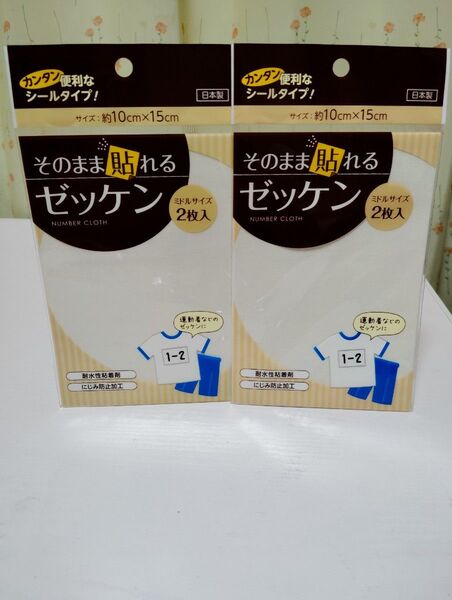 カンタン便利な
シールタイプ!
日本製
サイズ:約10cm×15cm
そのまま貼れる
ゼッケン
NUMBER CLOTH
ミドルサイズ
2枚入
運動着などの
ゼッケンに
1-2
耐水性粘着剤
にじみ防止加工
カンタン便利な
シールタイプ!
日本製
サイズ:約10cm×15cm
そのまま貼れる
ゼッケン
NUMBER CLOTH
ミドルサイズ
2枚入
運動着などの
ゼッケンに
1-2
耐水性粘着剤
にじみ防止加工